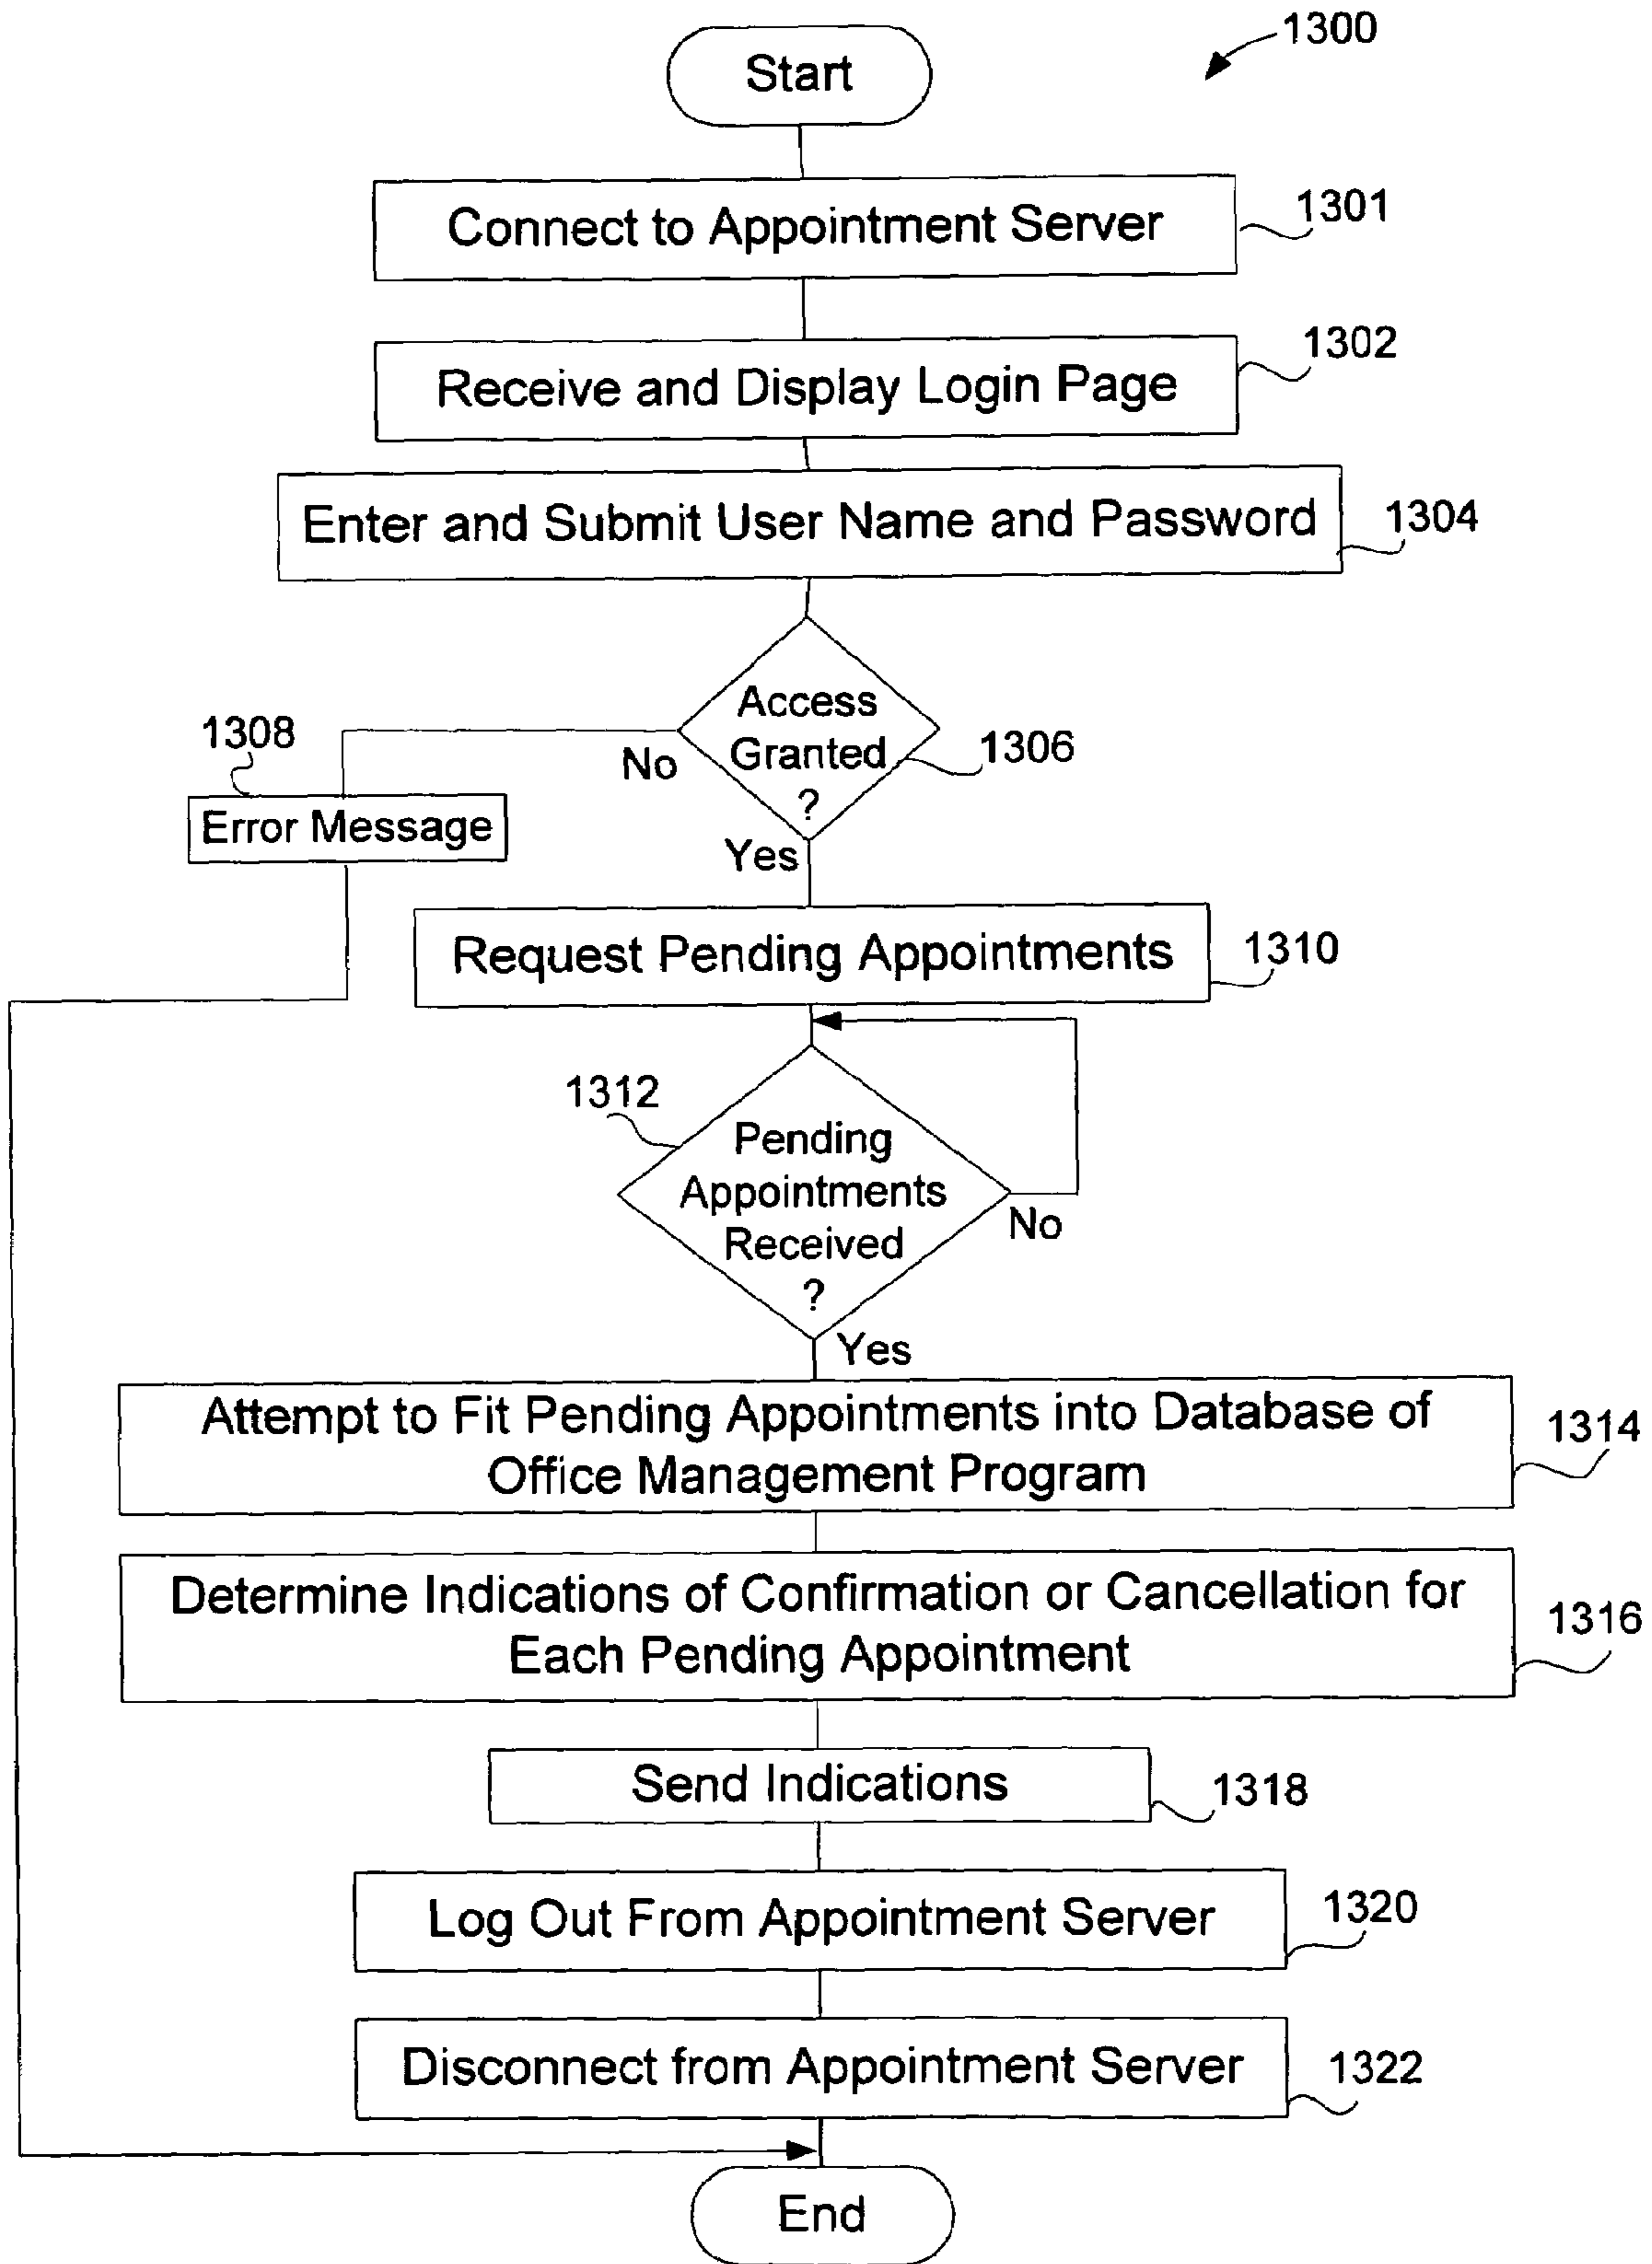 1300
Start
Connect to Appointment Server
1301
Receive and Display Login Page
1302
Enter and Submit User Name and Password
1304
Access
Granted
?
1306
No
Yes
1308
Error Message
Request Pending Appointments
1310
1312
Pending
Appointments
Received
?
No
Yes
Attempt to Fit Pending Appointments into Database of
Office Management Program
1314
Determine Indications of Confirmation or Cancellation for
Each Pending Appointment
1316
Send Indications
1318
Log Out From Appointment Server
1320
Disconnect from Appointment Server
1322
End